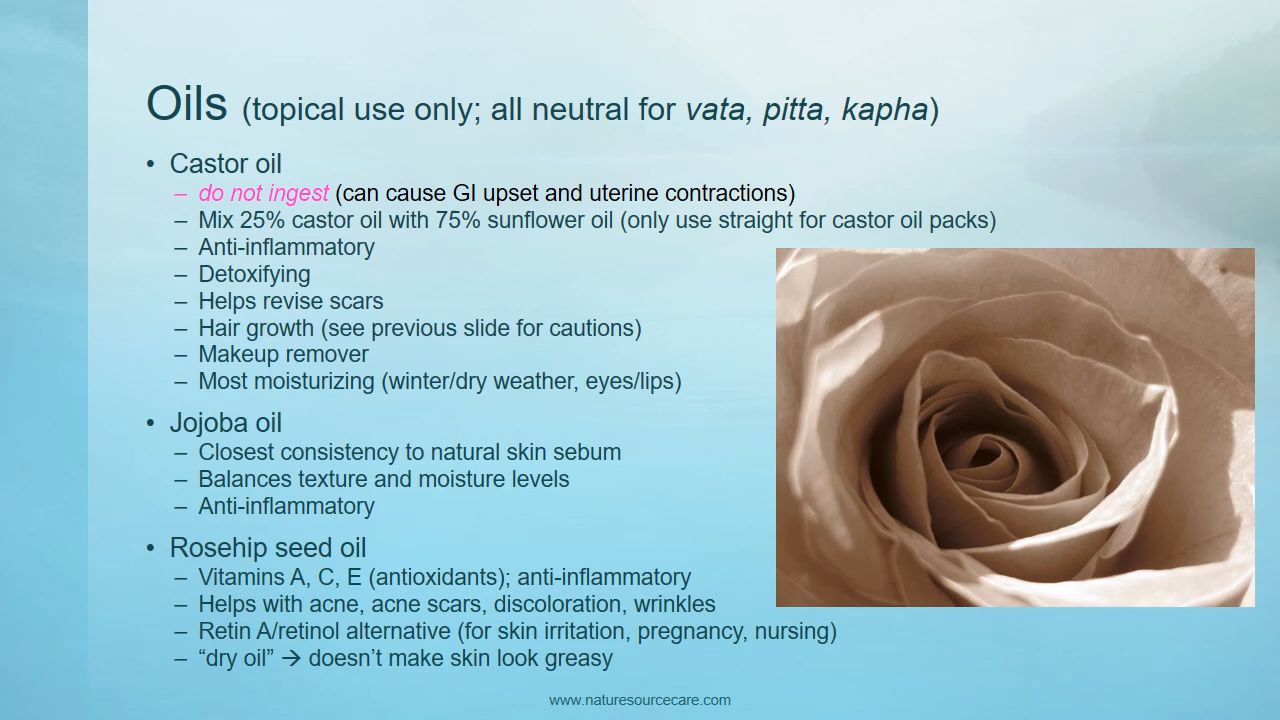 Oils (topical use only; all neutral for vata, pitta, kapha)
• Castor oil
– do not ingest (can cause GI upset and uterine contractions)
– Mix 25% castor oil with 75% sunflower oil (only use straight for castor oil packs)
– Anti-inflammatory
– Detoxifying
– Helps revise scars
– Hair growth (see previous slide for cautions)
– Makeup remover
– Most moisturizing (winter/dry weather, eyes/lips)
• Jojoba oil
– Closest consistency to natural skin sebum
– Balances texture and moisture levels
– Anti-inflammatory
• Rosehip seed oil
– Vitamins A, C, E (antioxidants); anti-inflammatory
– Helps with acne, acne scars, discoloration, wrinkles
– Retin A/retinol alternative (for skin irritation, pregnancy, nursing)
– “dry oil” → doesn’t make skin look greasy
www.naturesourcecare.com